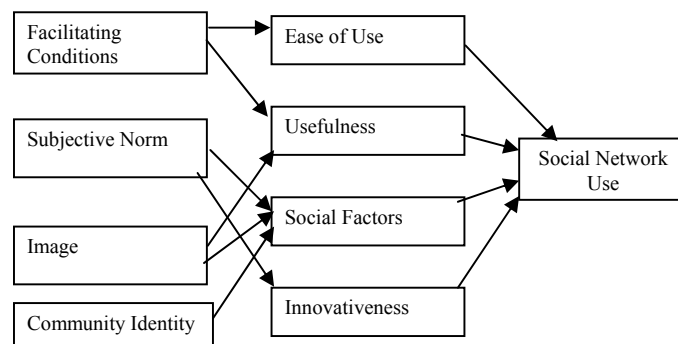 Facilitating
Conditions
Ease of Use
Subjective Norm
Usefulness
Social Network
Use
Image
Social Factors
Community Identity
Innovativeness